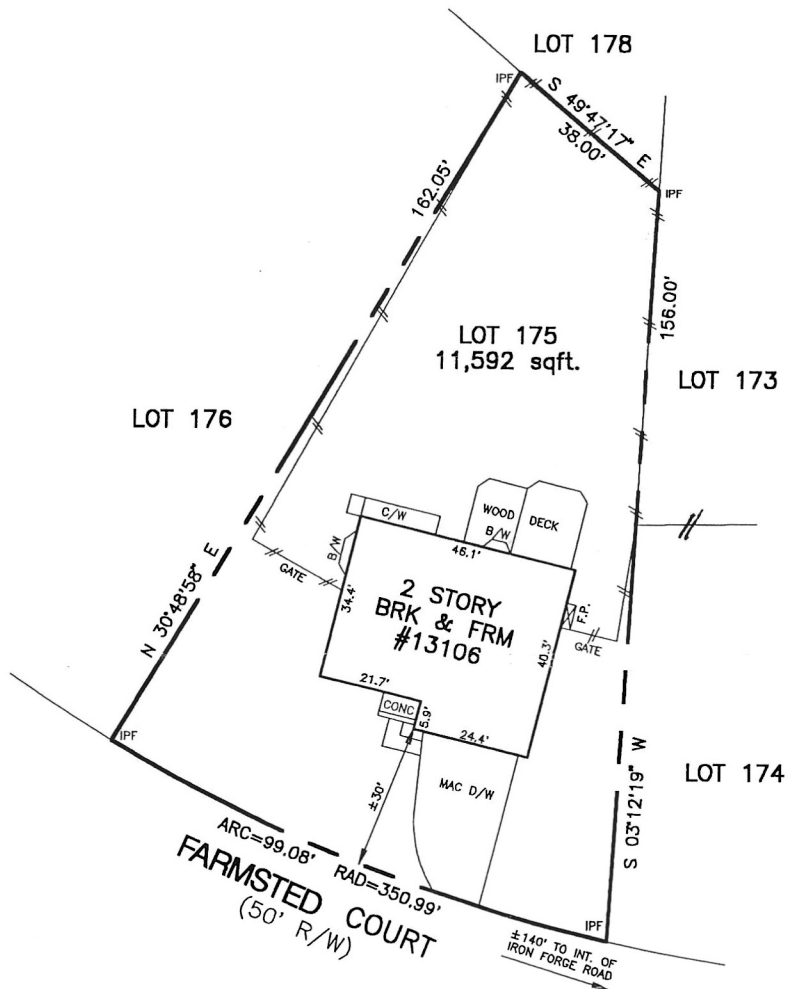 LOT 178
IPF
S 49°47'17" E
38.00'
IPF
162.05'
156.00'
LOT 175
11,592 sqft.
LOT 173
LOT 176
C/W
WOOD DECK
B/W
B/W
46.1'
GATE
34.4'
2 STORY
BRK & FRM
#13106
F.P.
40.3'
GATE
N 30°48'58" E
21.7'
CONC
5.9'
24.4'
IPF
MAC D/W
±30'
LOT 174
S 03°12'19" W
ARC=99.08'
RAD=350.99'
FARMSTED COURT
(50' R/W)
IPF
±140' TO INT. OF
IRON FORGE ROAD